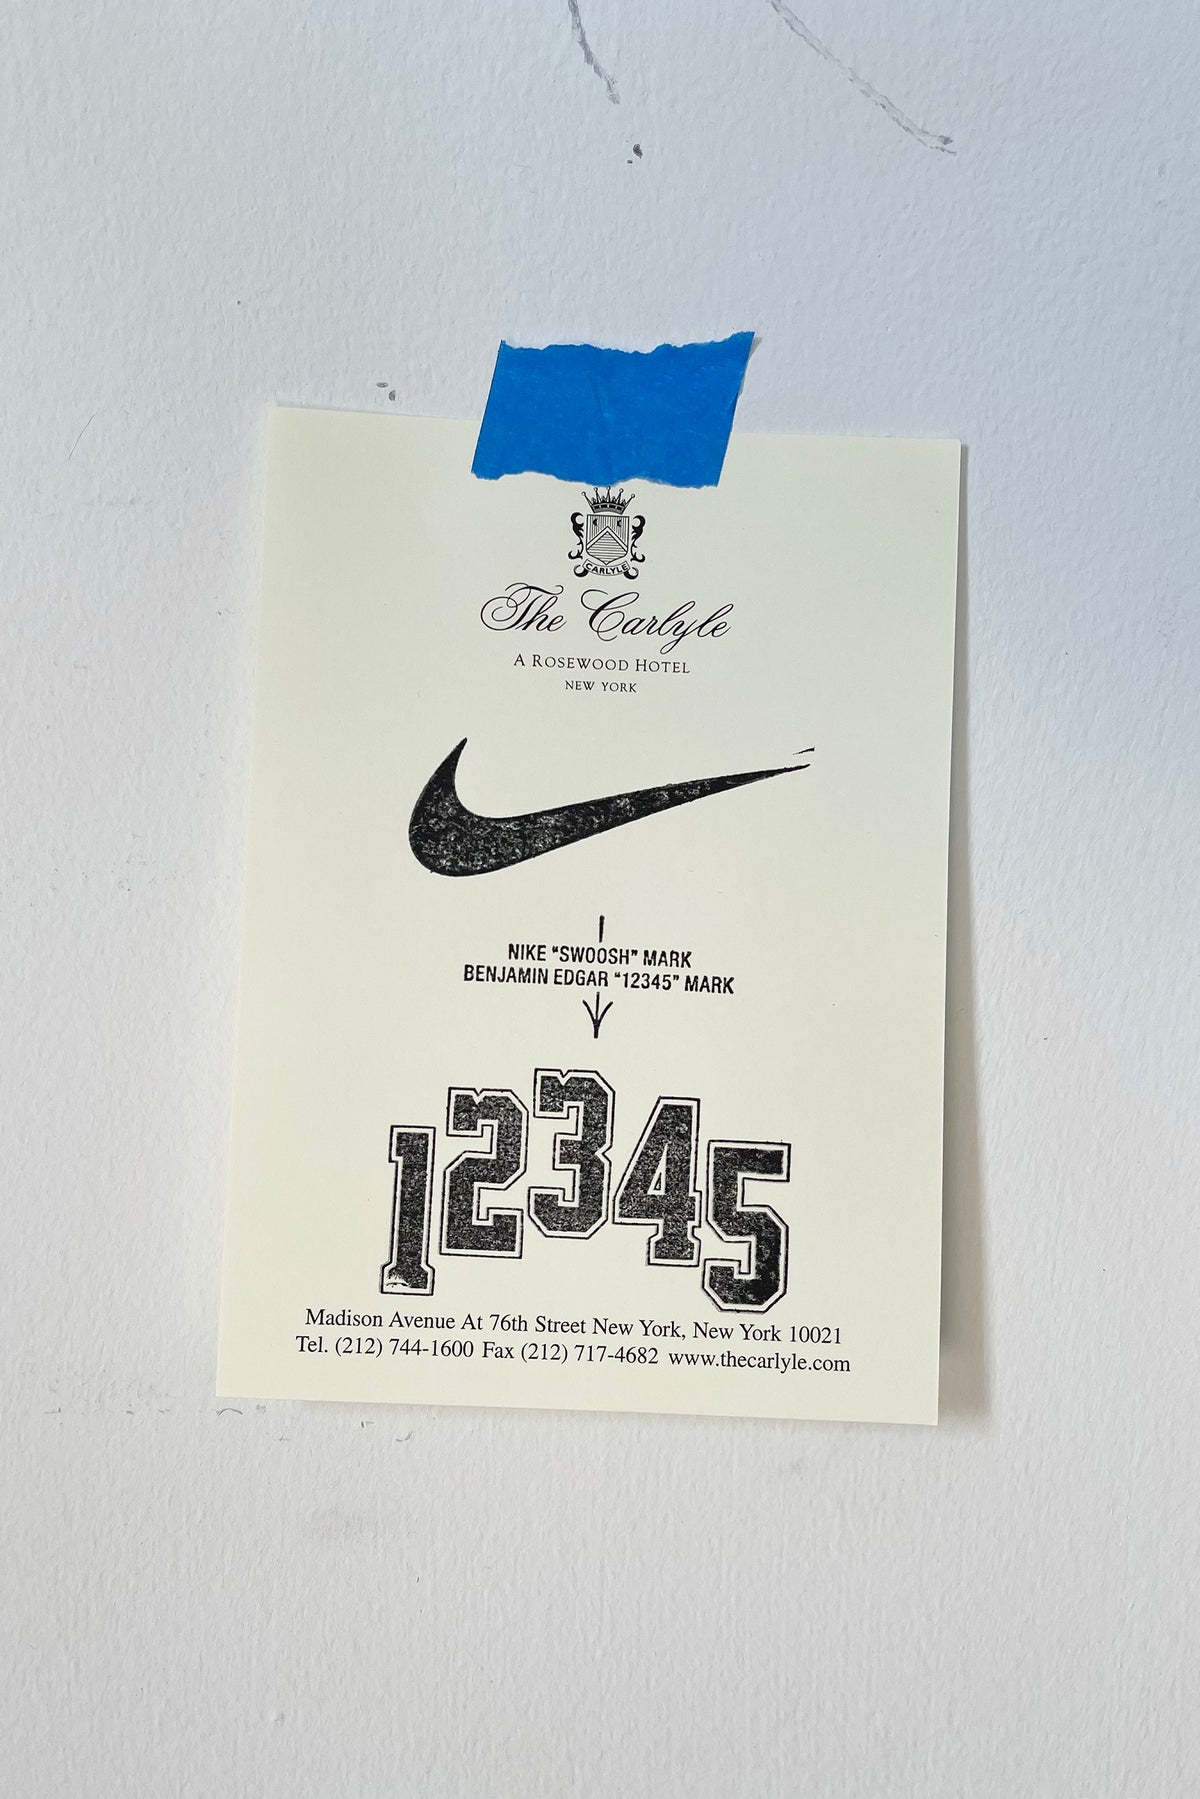 CARLYLE
The Carlyle
A ROSEWOOD HOTEL
NEW YORK
NIKE “SWOOSH” MARK
BENJAMIN EDGAR “12345” MARK
12345
Madison Avenue At 76th Street New York, New York 10021
Tel. (212) 744-1600 Fax (212) 717-4682 www.thecarlyle.com